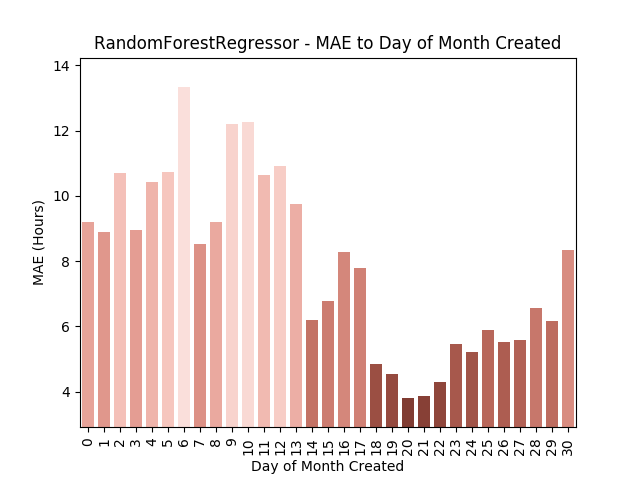 RandomForestRegressor - MAE to Day of Month Created
14
12
10
8
6
4
MAE (Hours)
0 1 2 3 4 5 6 7 8 9 10 11 12 13 14 15 16 17 18 19 20 21 22 23 24 25 26 27 28 29 30
Day of Month Created